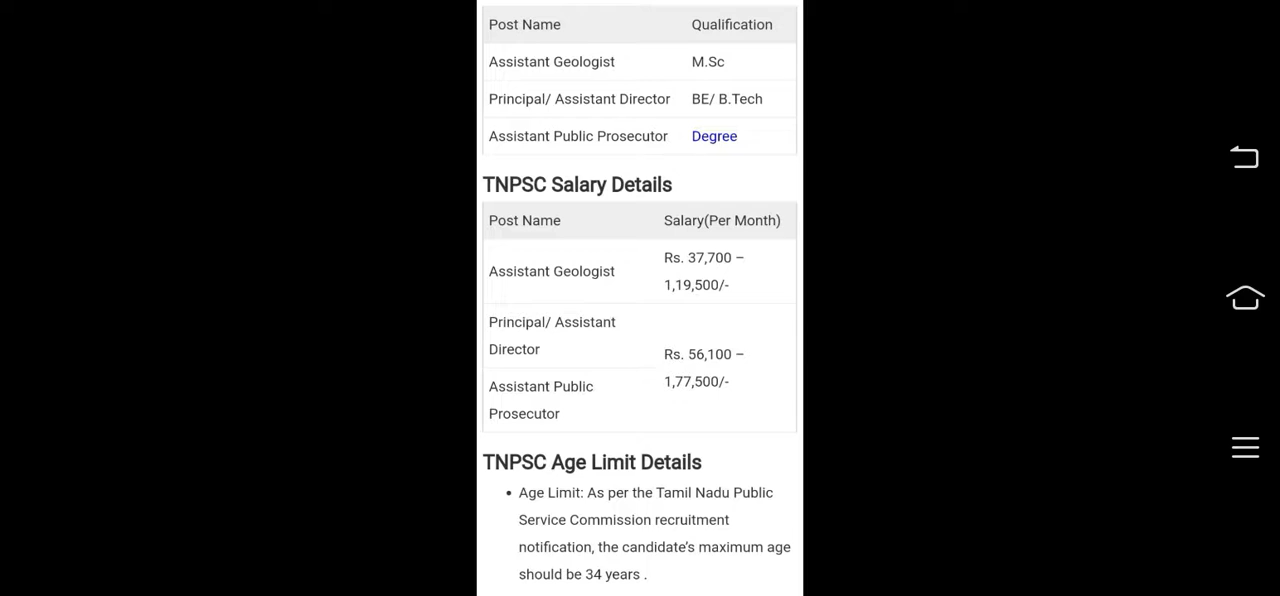 Post Name Qualification
Assistant Geologist M.Sc
Principal/ Assistant Director BE/ B.Tech
Assistant Public Prosecutor Degree
TNPSC Salary Details
Post Name Salary(Per Month)
Assistant Geologist Rs. 37,700 –
1,19,500/-
Principal/ Assistant
Director
Assistant Public
Prosecutor
Rs. 56,100 –
1,77,500/-
TNPSC Age Limit Details
• Age Limit: As per the Tamil Nadu Public
Service Commission recruitment
notification, the candidate’s maximum age
should be 34 years .